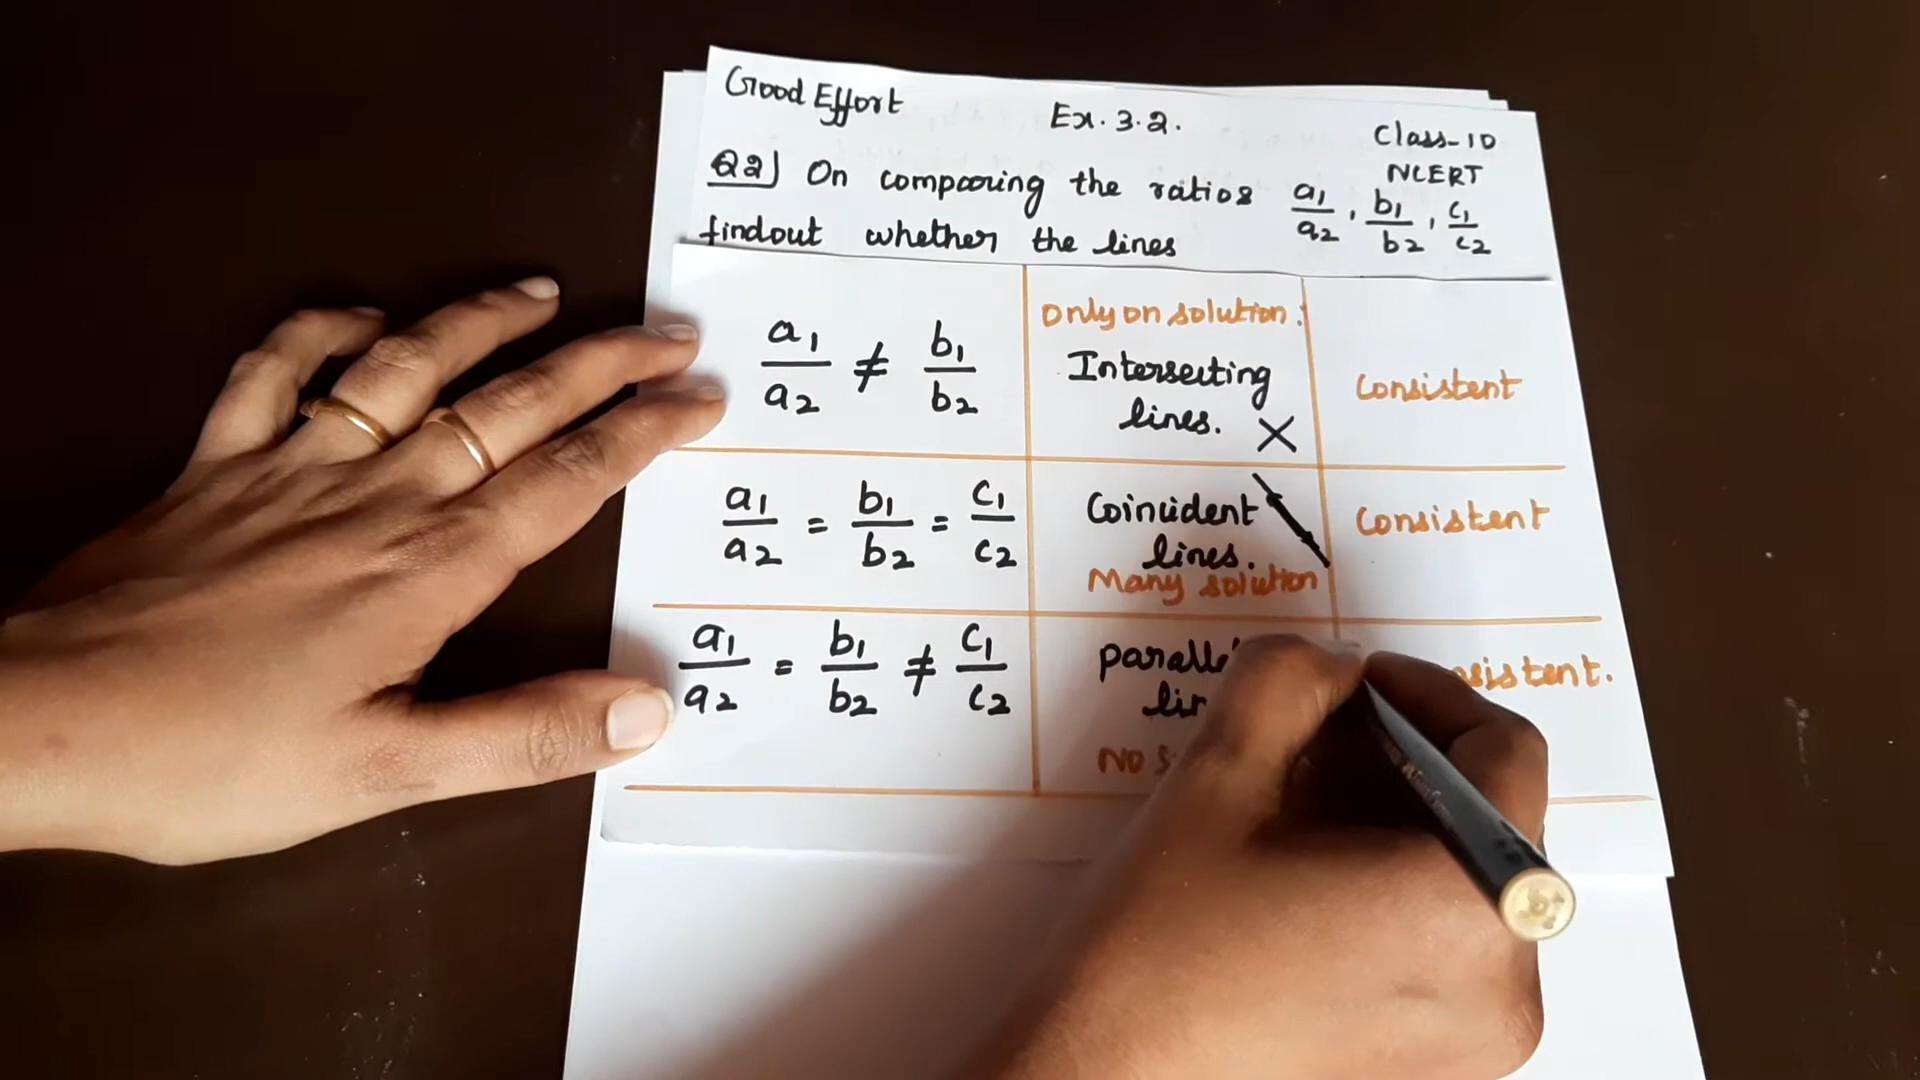 Good Effort
Ex. 3.2.
Class-10
NCERT
Q2) On comparing the ratios a1/a2, b1/b2, c1/c2
findout whether the lines
a1/a2 ≠ b1/b2
Only on solution:
Intersecting
lines.
Consistent
a1/a2 = b1/b2 = c1/c2
Coincident
lines.
Many solution
Consistent
a1/a2 = b1/b2 ≠ c1/c2
NO